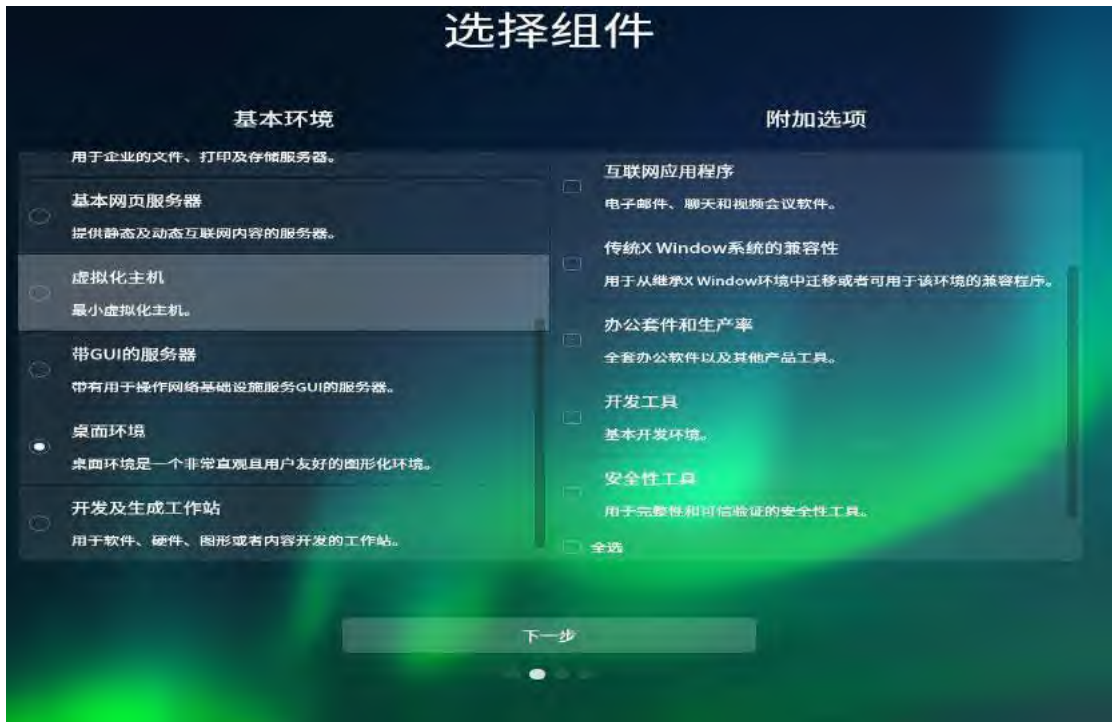 选择组件
基本环境
用于企业的文件、打印及存储服务器。
基本网页服务器
提供静态及动态互联网内容的服务器。
虚拟化主机
最小虚拟化主机。
带GUI的服务器
带有用于操作网络基础设施服务GUI的服务器。
桌面环境
桌面环境是一个非常直观且用户友好的图形化环境。
开发及生成工作站
用于软件、硬件、图形或者内容开发的工作站。
附加选项
互联网应用程序
电子邮件、聊天和视频会议软件。
传统X Window系统的兼容性
用于从继承X Window环境中迁移或者可用于该环境的兼容程序。
办公套件和生产率
全套办公软件以及其他产品工具。
开发工具
基本开发环境。
安全性工具
用于完整性和可信验证的安全性工具。
全选
下一步